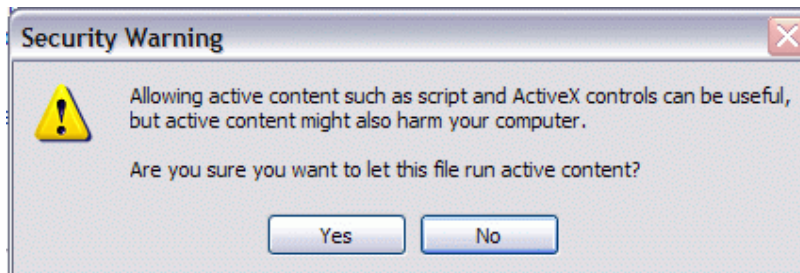 Security Warning
Allowing active content such as script and ActiveX controls can be useful,
but active content might also harm your computer.
Are you sure you want to let this file run active content?
Yes
No